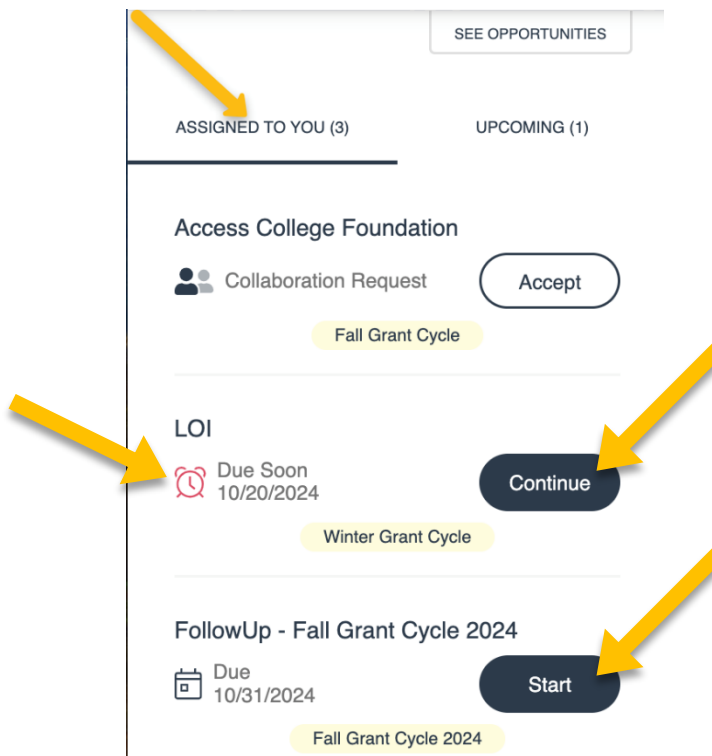 SEE OPPORTUNITIES
ASSIGNED TO YOU (3)
UPCOMING (1)
Access College Foundation
Collaboration Request
Accept
Fall Grant Cycle
LOI
Due Soon
10/20/2024
Continue
Winter Grant Cycle
FollowUp - Fall Grant Cycle 2024
Due
10/31/2024
Start
Fall Grant Cycle 2024